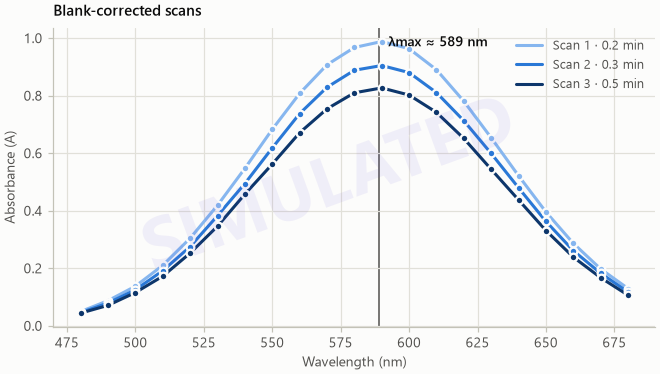 Blank-corrected scans
λmax ≈ 589 nm
Scan 1 · 0.2 min
Scan 2 · 0.3 min
Scan 3 · 0.5 min
SIMULATED
Absorbance (A)
1.0
0.8
0.6
0.4
0.2
0.0
475 500 525 550 575 600 625 650 675
Wavelength (nm)